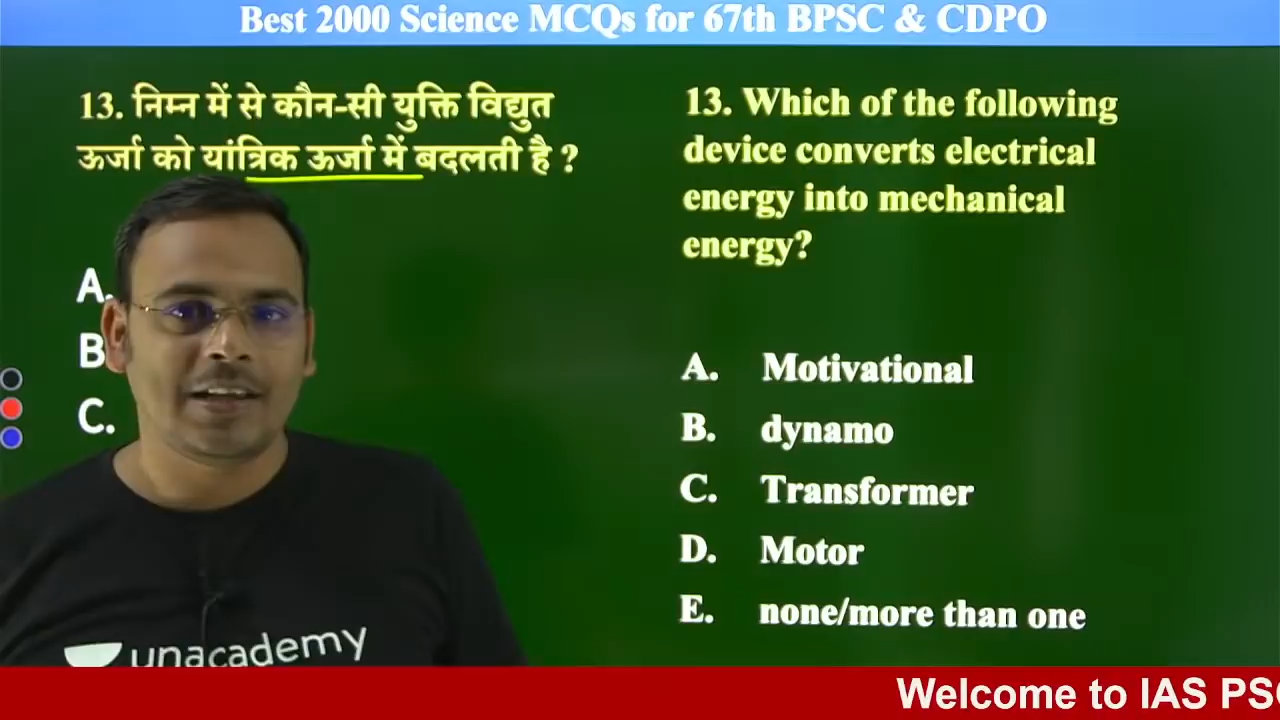 Best 2000 Science MCQs for 67th BPSC & CDPO
13. निम्न में से कौन-सी युक्ति विद्युत
ऊर्जा को यांत्रिक ऊर्जा में बदलती है ?
A.
B
C.
13. Which of the following
device converts electrical
energy into mechanical
energy?
A. Motivational
B. dynamo
C. Transformer
D. Motor
E. none/more than one
unacademy
Welcome to IAS PSC